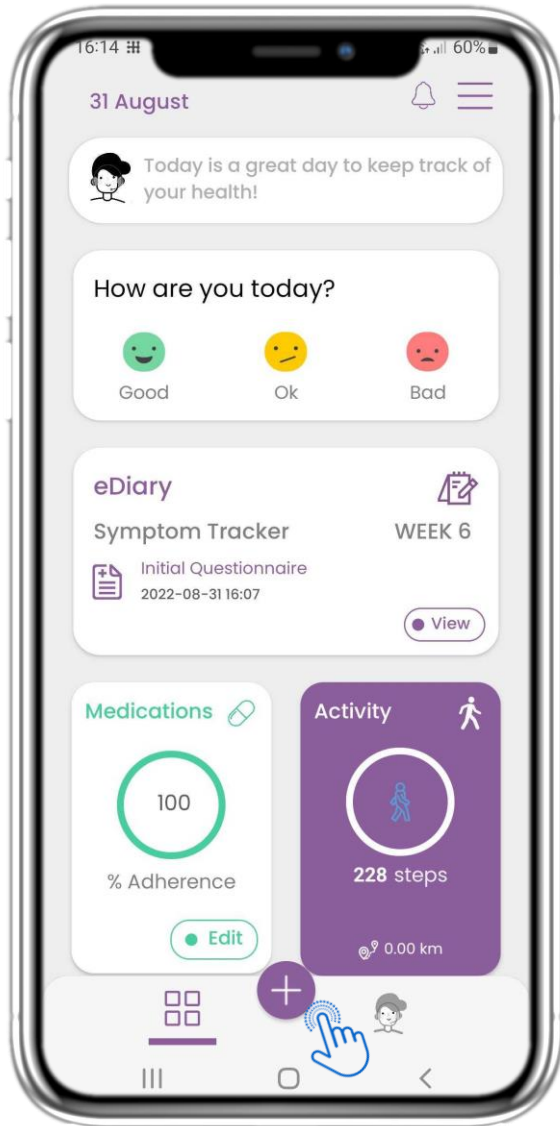 16:14
60%
31 August
Today is a great day to keep track of
your health!
How are you today?
Good
Ok
Bad
eDiary
Symptom Tracker
WEEK 6
Initial Questionnaire
2022-08-31 16:07
View
Medications
100
% Adherence
Edit
Activity
228 steps
0.00 km